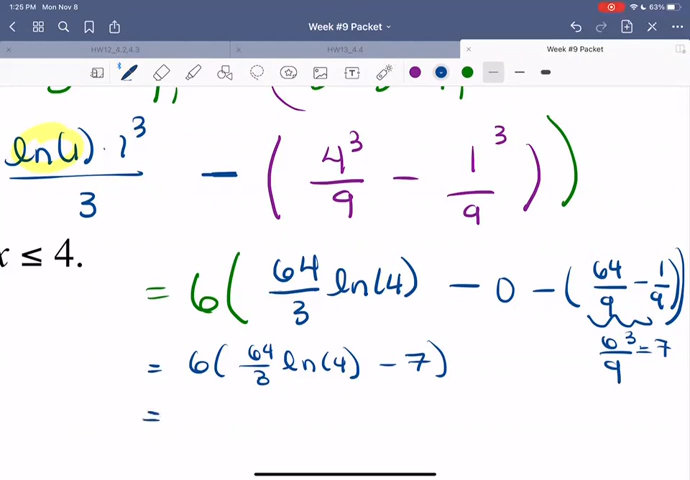 1:25 PM Mon Nov 8
63%
Week #9 Packet
HW12_4.2,4.3
HW13_4.4
Week #9 Packet
ln(1)·1³/3 - (4³/9 - 1³/9))
x ≤ 4.
= 6(64/3 ln(4) - 0 - (64/9 - 1/9))
63/9 = 7
= 6(64/3 ln(4) - 7)
=